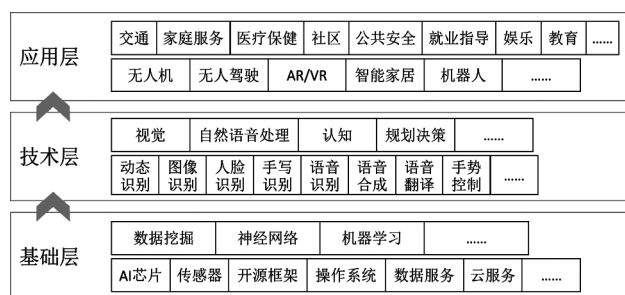 应用层
交通 家庭服务 医疗保健 社区 公共安全 就业指导 娱乐 教育 ……
无人机 无人驾驶 AR/VR 智能家居 机器人 ……
技术层
视觉 自然语音处理 认知 规划决策 ……
动态识别 图像识别 人脸识别 手写识别 语音识别 语音合成 语音翻译 手势控制 ……
基础层
数据挖掘 神经网络 机器学习 ……
AI芯片 传感器 开源框架 操作系统 数据服务 云服务 ……